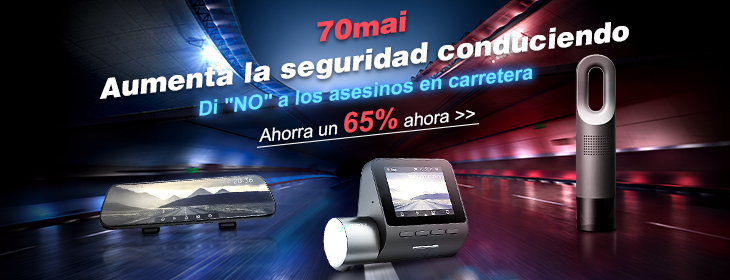 70mai
Aumenta la seguridad conduciendo
Di "NO" a los asesinos en carretera
Ahorra un 65% ahora >>